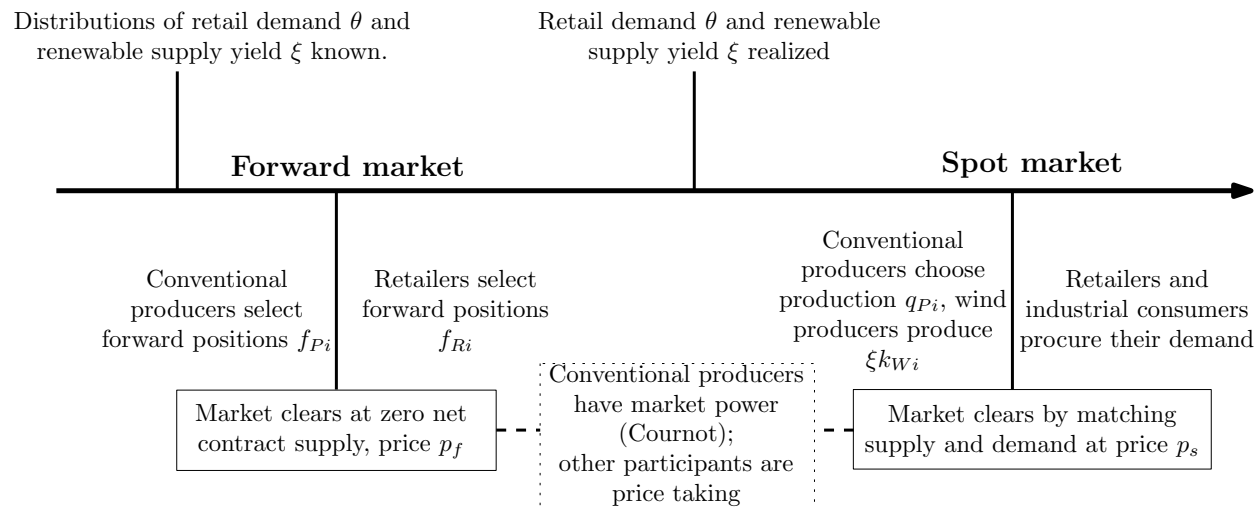 Distributions of retail demand θ and
renewable supply yield ξ known.
Retail demand θ and renewable
supply yield ξ realized
Forward market
Spot market
Conventional
producers select
forward positions f_{Pi}
Retailers select
forward positions
f_{Ri}
Conventional
producers choose
production q_{Pi}, wind
producers produce
ξk_{Wi}
Retailers and
industrial consumers
procure their demand
Market clears at zero net
contract supply, price p_f
Conventional producers
have market power
(Cournot);
other participants are
price taking
Market clears by matching
supply and demand at price p_s